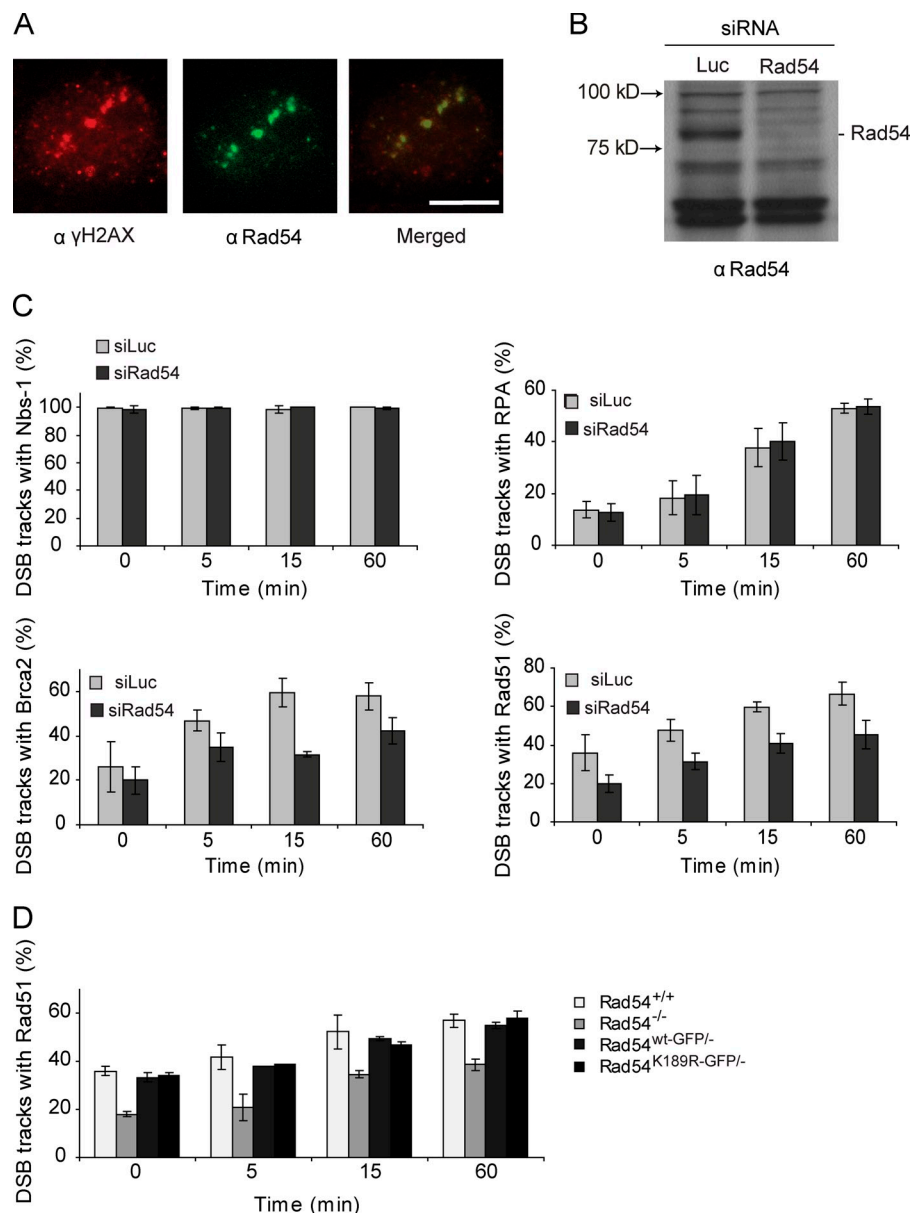 A
α γH2AX
α Rad54
Merged
B
siRNA
Luc Rad54
100 kD→
75 kD→
- Rad54
α Rad54
C
DSB tracks with Nbs-1 (%)
siLuc
siRad54
100
80
60
40
20
0
0 5 15 60
Time (min)
DSB tracks with RPA (%)
siLuc
siRad54
60
40
20
0
0 5 15 60
Time (min)
DSB tracks with Brca2 (%)
siLuc
siRad54
60
40
20
0
0 5 15 60
Time (min)
DSB tracks with Rad51 (%)
siLuc
siRad54
80
60
40
20
0
0 5 15 60
Time (min)
D
DSB tracks with Rad51 (%)
60
40
20
0
0 5 15 60
Time (min)
Rad54+/+
Rad54-/-
Rad54wt-GFP/-
Rad54K189R-GFP/-